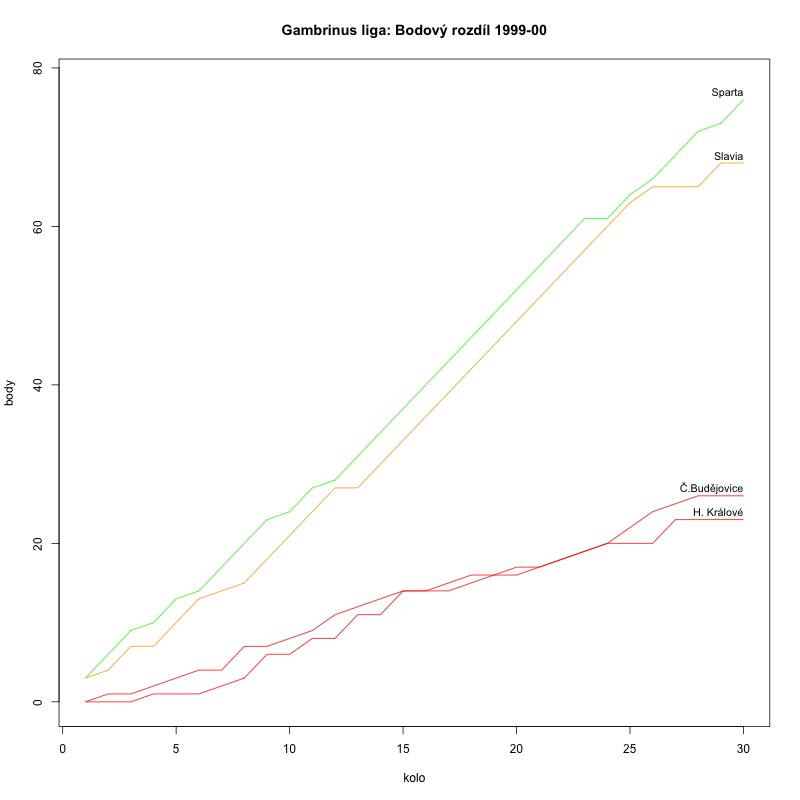 Gambrinus liga: Bodový rozdíl 1999-00
80
Sparta
Slavia
60
body
40
Č.Budějovice
H. Králové
20
0
0 5 10 15 20 25 30
kolo